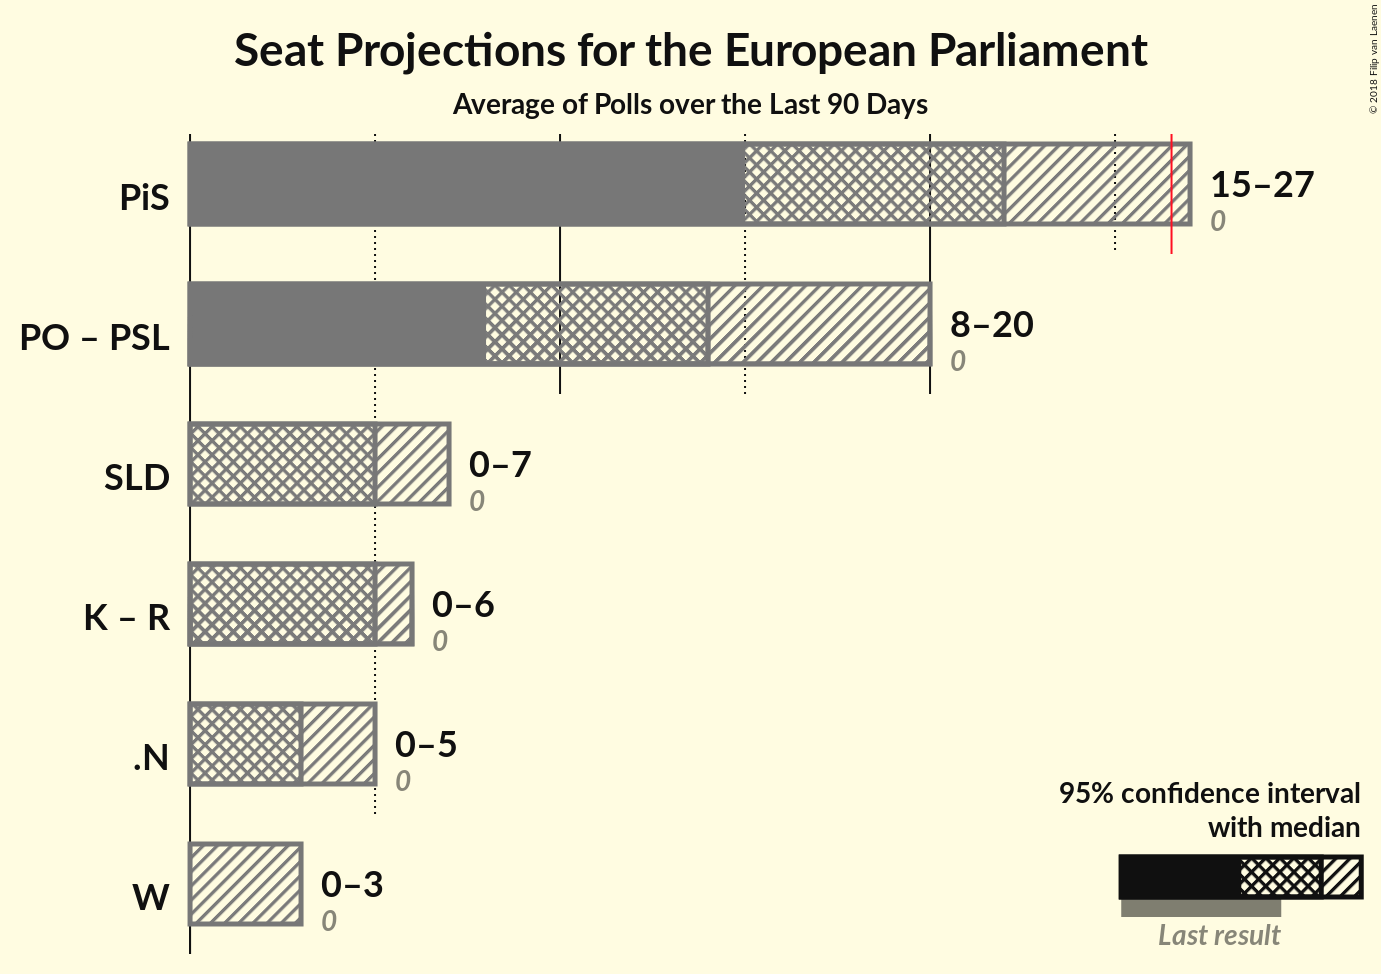 Seat Projections for the European Parliament
Average of Polls over the Last 90 Days
© 2018 Filip van Laenen
PiS
15–27
0
PO – PSL
8–20
0
SLD
0–7
0
K – R
0–6
0
.N
0–5
0
W
0–3
0
95% confidence interval
with median
Last result